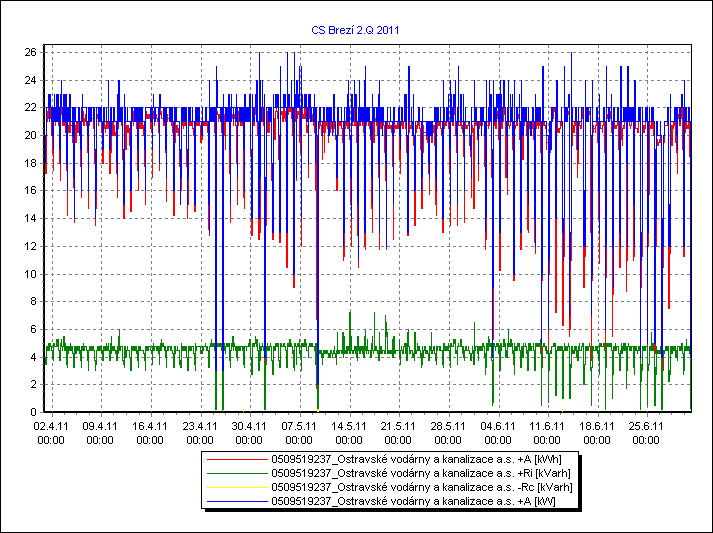 CS Brezí 2.Q 2011
26
24
22
20
18
16
14
12
10
8
6
4
2
0
02.4.11 09.4.11 16.4.11 23.4.11 30.4.11 07.5.11 14.5.11 21.5.11 28.5.11 04.6.11 11.6.11 18.6.11 25.6.11
00:00 00:00 00:00 00:00 00:00 00:00 00:00 00:00 00:00 00:00 00:00 00:00 00:00
0509519237_Ostravské vodárny a kanalizace a.s. +A [kWh]
0509519237_Ostravské vodárny a kanalizace a.s. +Ri [kVarh]
0509519237_Ostravské vodárny a kanalizace a.s. -Rc [kVarh]
0509519237_Ostravské vodárny a kanalizace a.s. +A [kW]